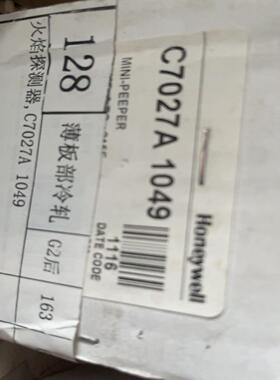 Honeywell
C7027A 1049
MINI-PEEPER
1116
DATE CODE
128
薄板部冷轧
G2后
163
火焰探测器,C7027A 1049